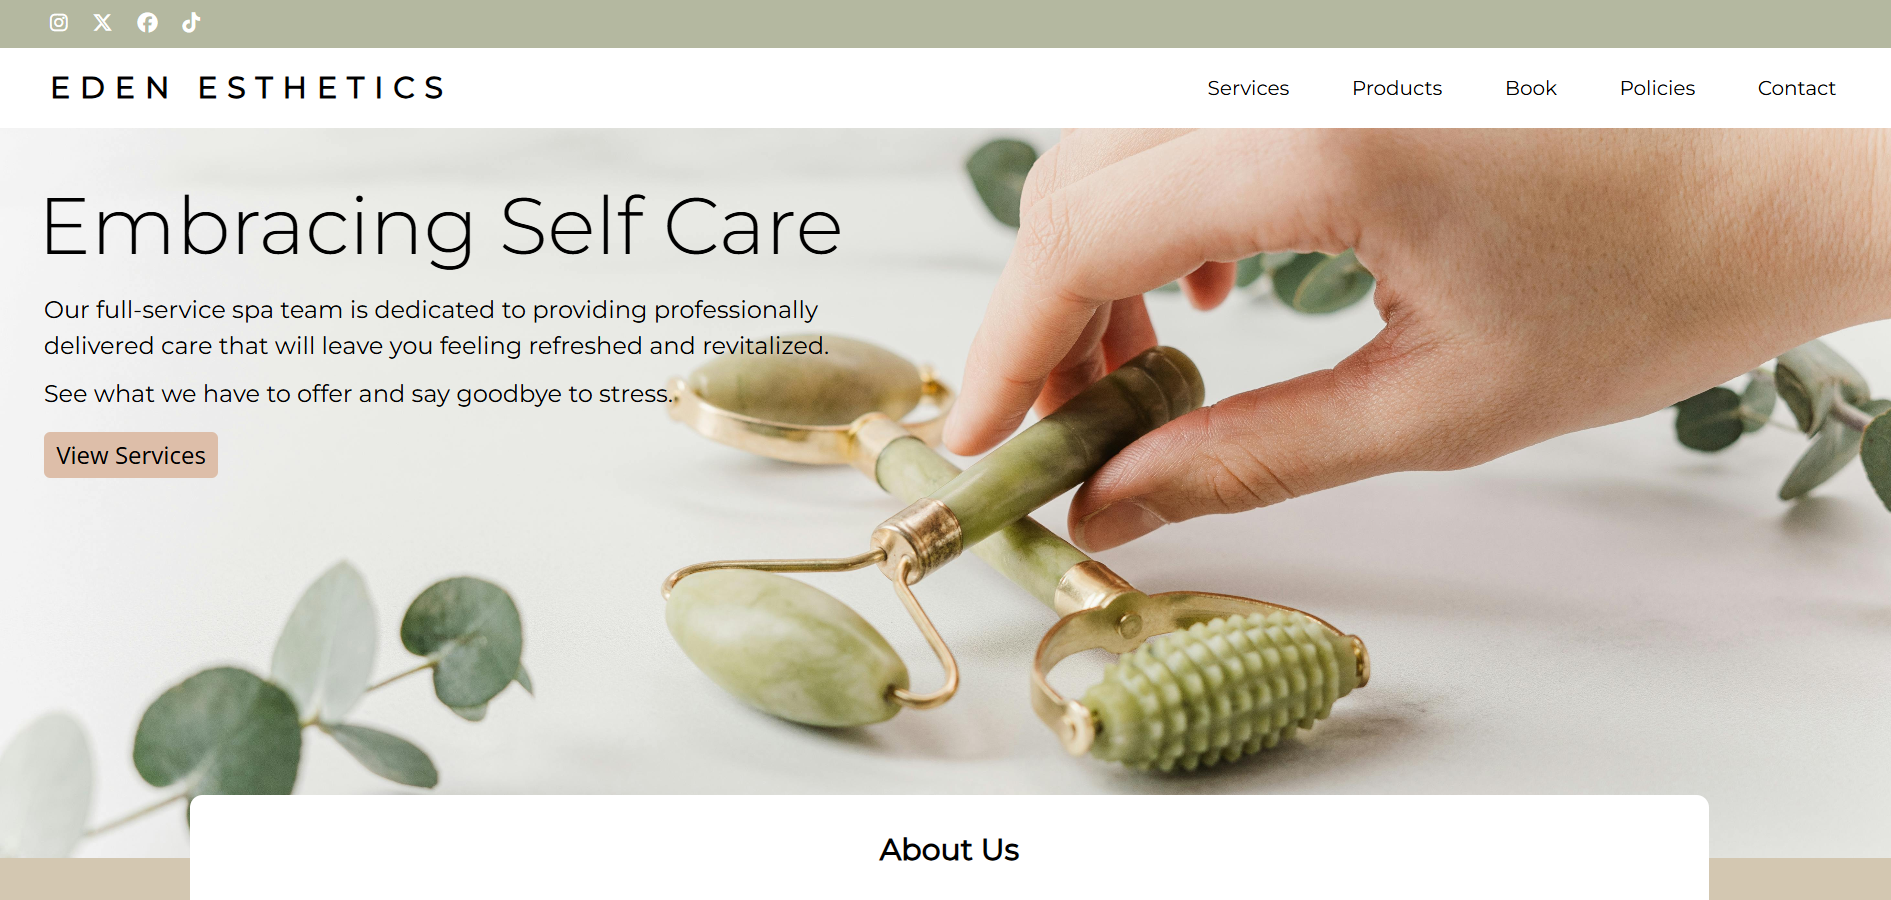 EDEN ESTHETICS
Services Products Book Policies Contact
Embracing Self Care
Our full-service spa team is dedicated to providing professionally
delivered care that will leave you feeling refreshed and revitalized.
See what we have to offer and say goodbye to stress.
View Services
About Us